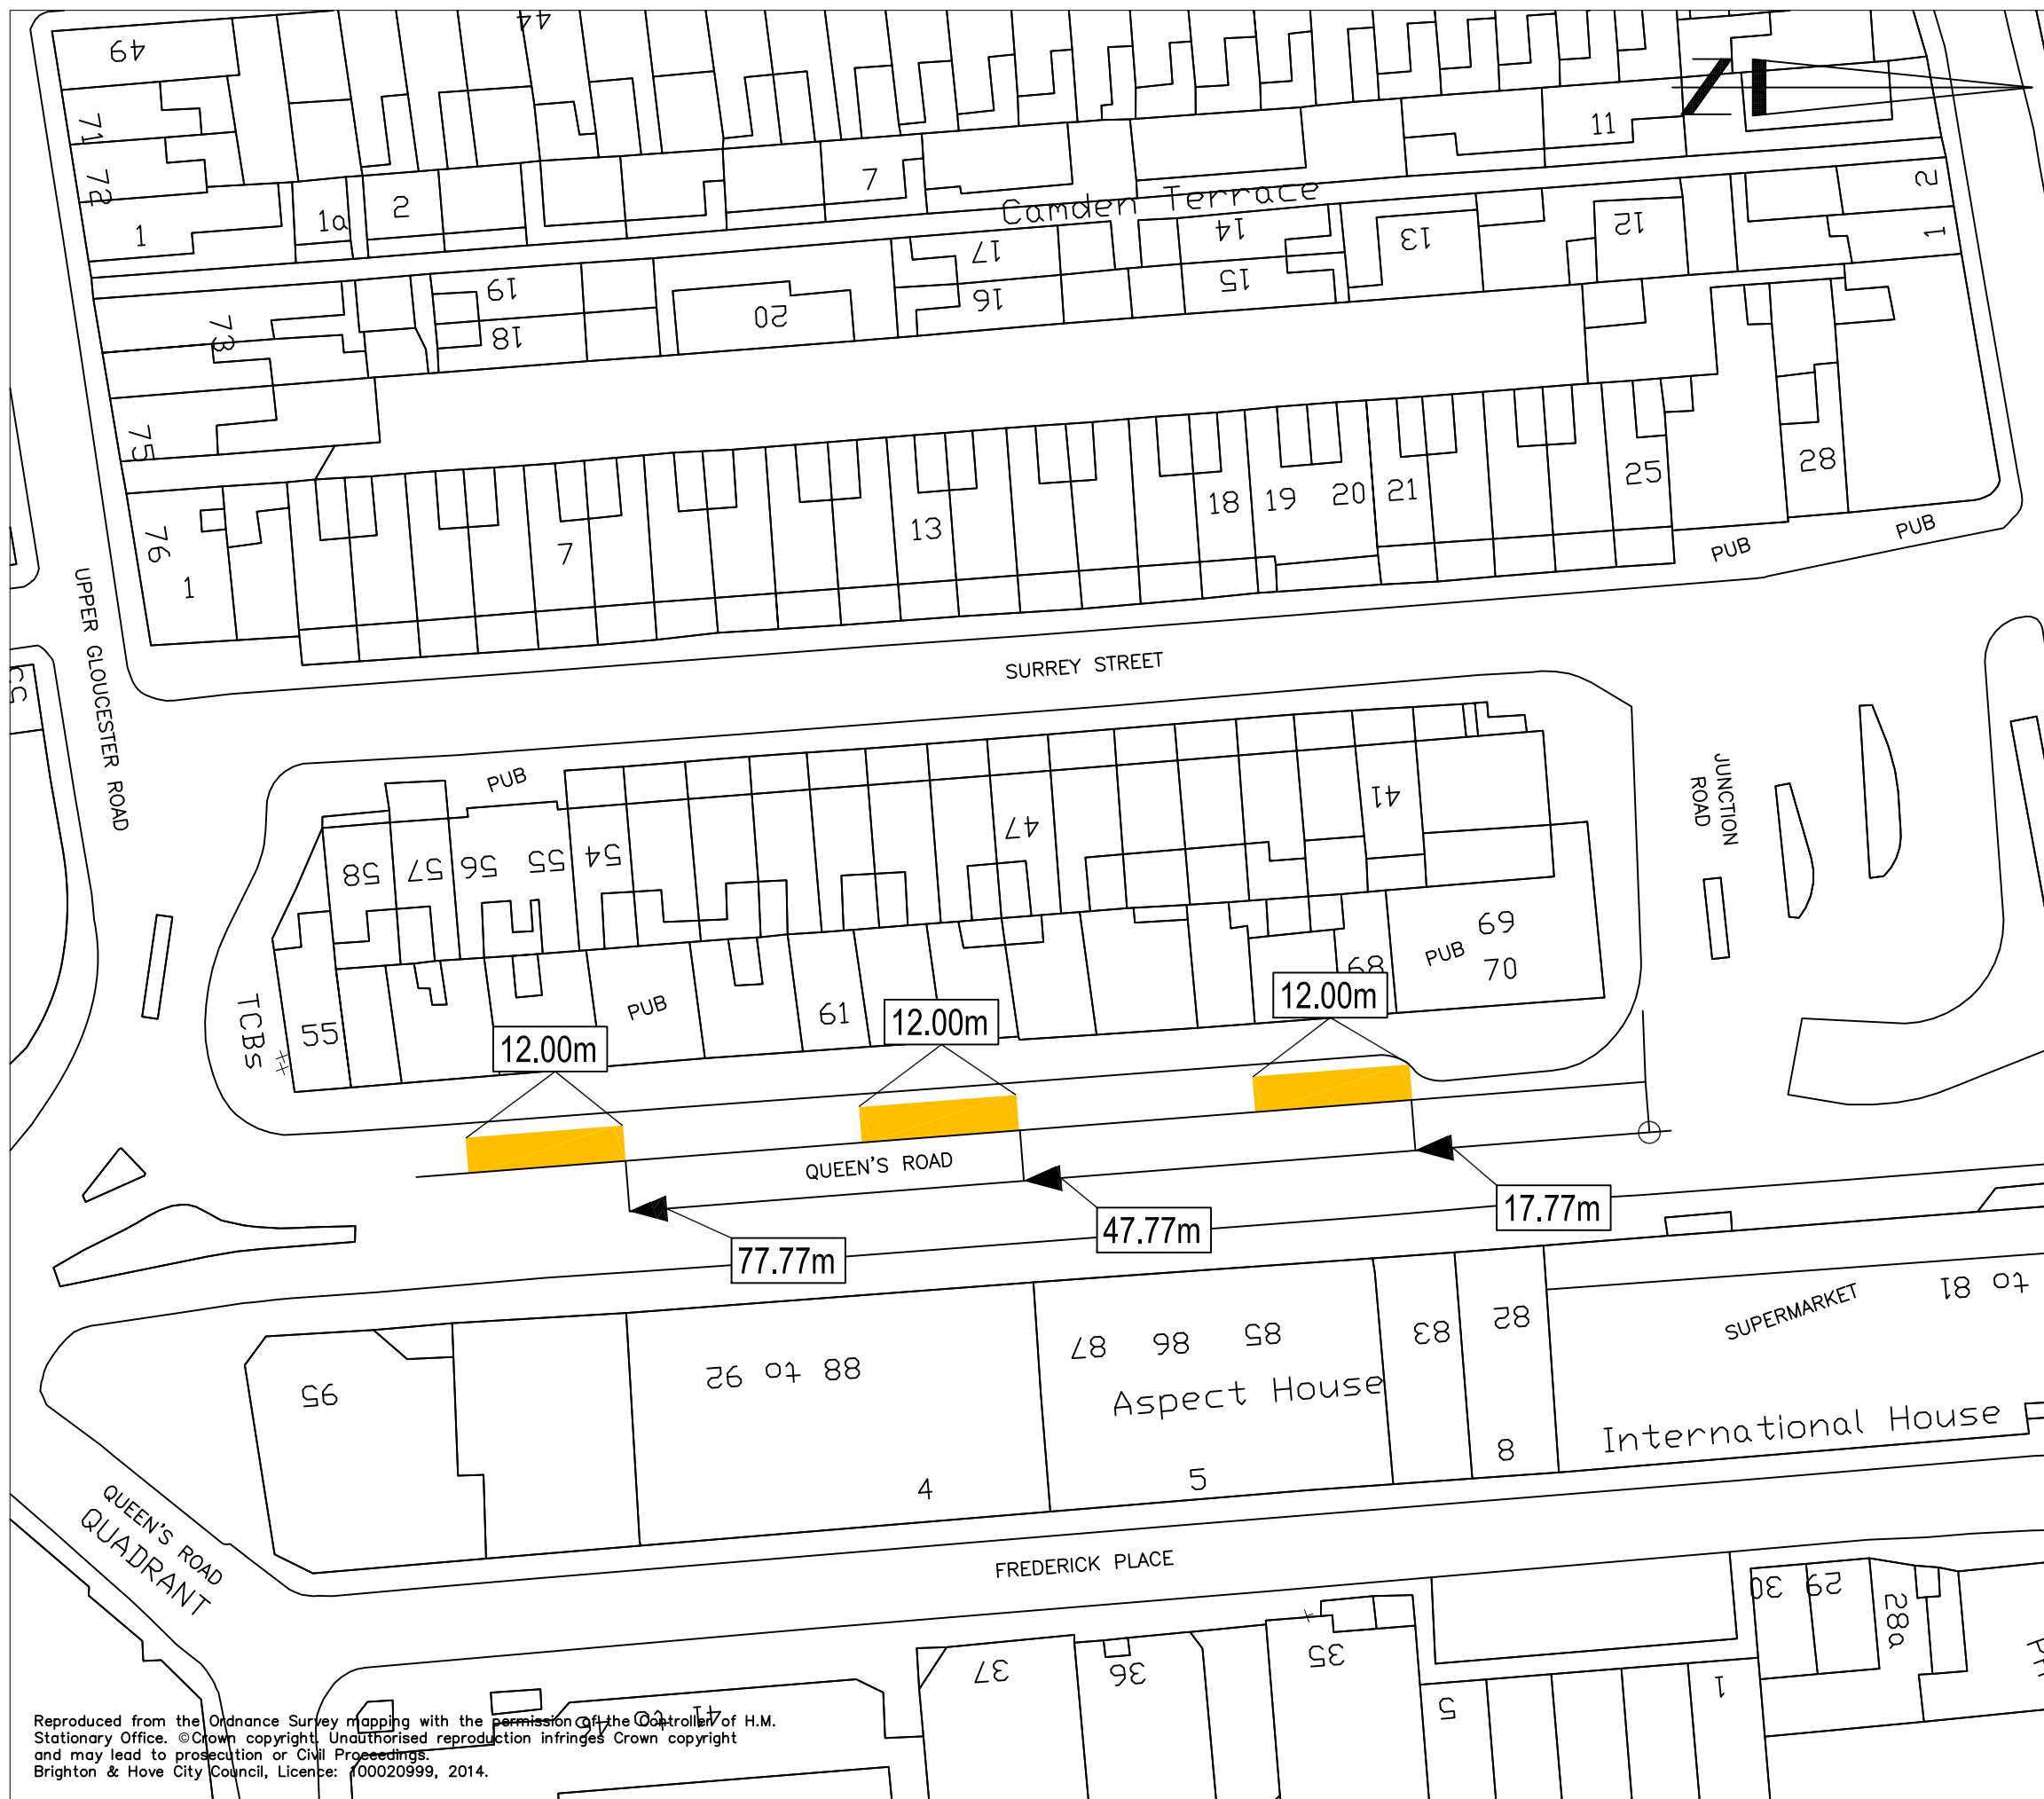 49
44
71
72
1
1a
2
7
11
Camden Terrace
17
14
13
12
2
1
16
15
19
18
20
73
75
76
1
7
13
18
19
20
21
25
28
PUB
PUB
UPPER GLOUCESTER ROAD
SURREY STREET
JUNCTION
ROAD
PUB
58
57
56
55
54
47
41
TCBs
55
PUB
61
68
PUB
69
70
12.00m
12.00m
12.00m
QUEEN'S ROAD
17.77m
47.77m
77.77m
95
88 to 92
87
86
85
83
82
to 81
SUPERMARKET
Aspect House
International House
4
5
8
QUEEN'S ROAD
QUADRANT
FREDERICK PLACE
30
29
28a
37
36
35
5
1
41 to 46
Reproduced from the Ordnance Survey mapping with the permission of the Controller of H.M.
Stationary Office. ©Crown copyright. Unauthorised reproduction infringes Crown copyright
and may lead to prosecution or Civil Proceedings.
Brighton & Hove City Council, Licence: 100020999, 2014.